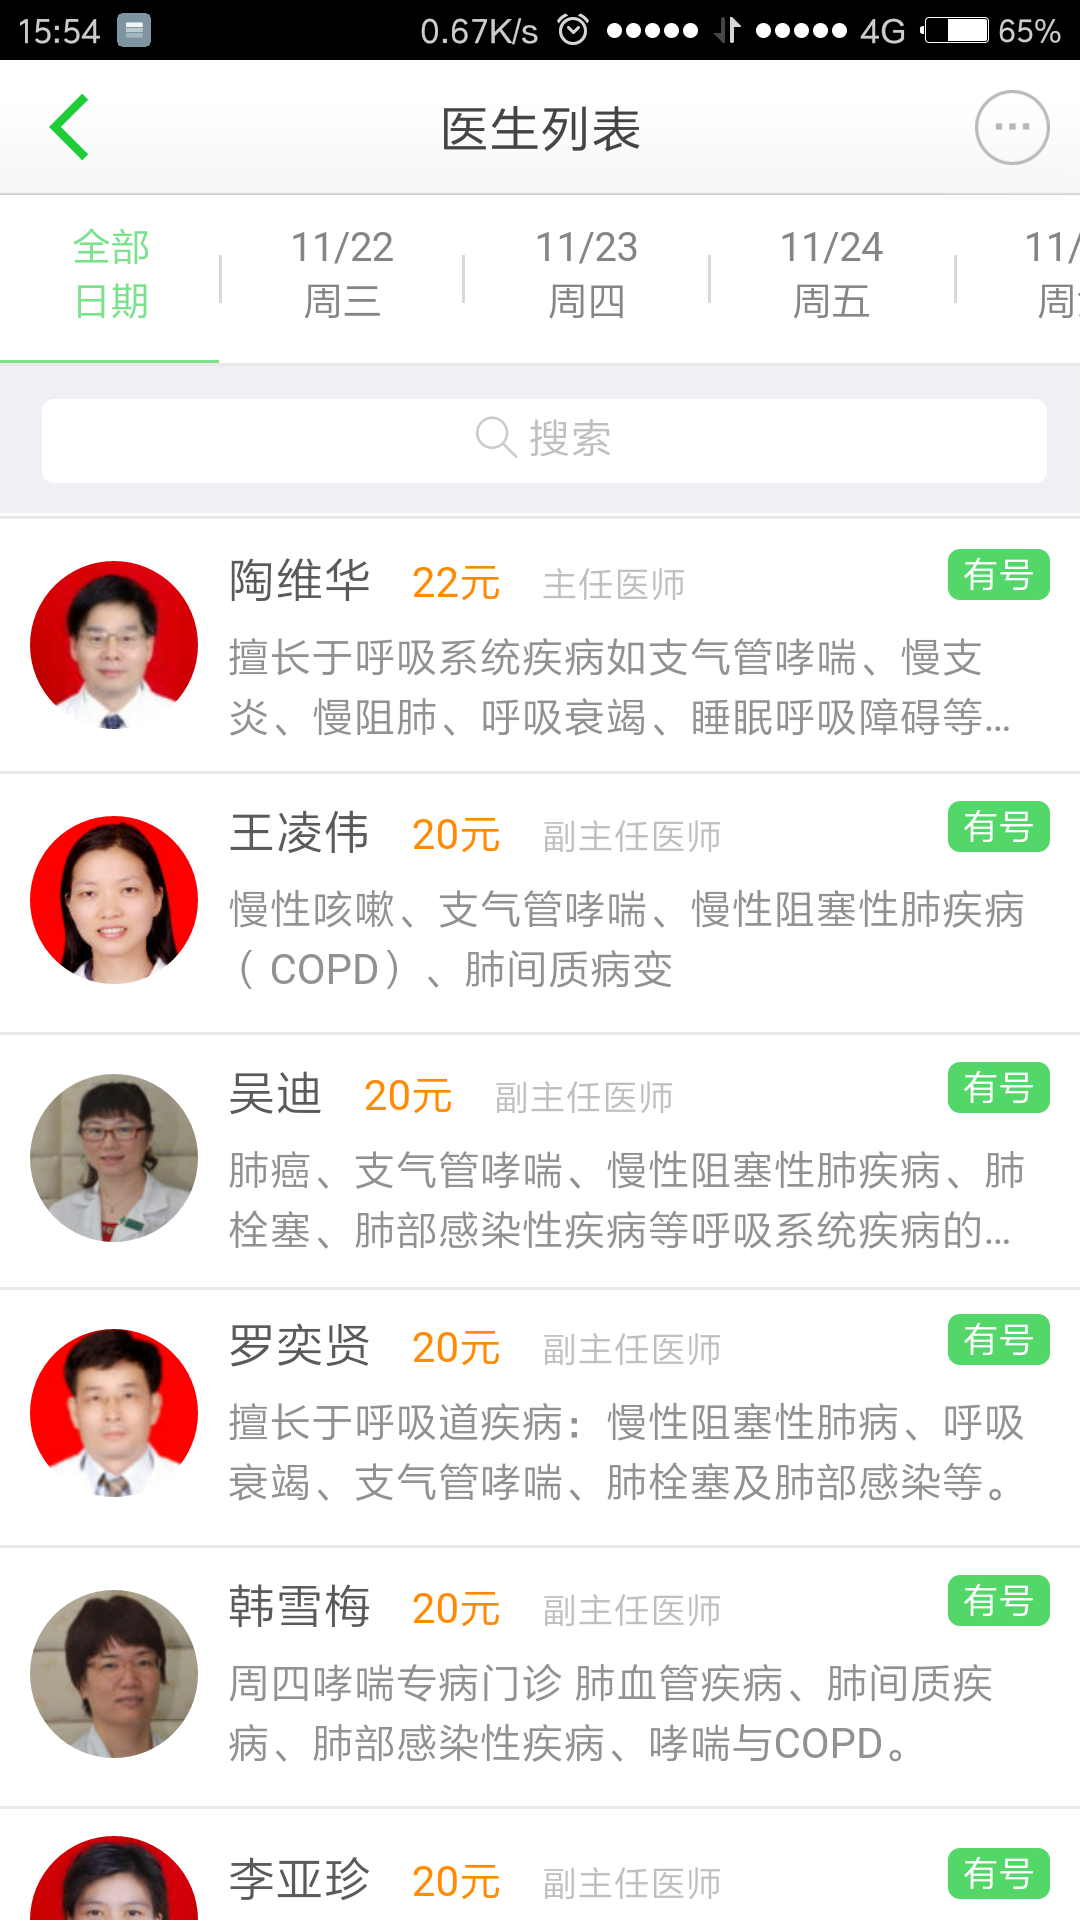 15:54 0.67K/s 4G 65%
医生列表
全部 11/22 11/23 11/24 11/
日期 周三 周四 周五 周
搜索
陶维华 22元 主任医师 有号
擅长于呼吸系统疾病如支气管哮喘、慢支
炎、慢阻肺、呼吸衰竭、睡眠呼吸障碍等...
王凌伟 20元 副主任医师 有号
慢性咳嗽、支气管哮喘、慢性阻塞性肺疾病
（ COPD）、肺间质病变
吴迪 20元 副主任医师 有号
肺癌、支气管哮喘、慢性阻塞性肺疾病、肺
栓塞、肺部感染性疾病等呼吸系统疾病的...
罗奕贤 20元 副主任医师 有号
擅长于呼吸道疾病：慢性阻塞性肺病、呼吸
衰竭、支气管哮喘、肺栓塞及肺部感染等。
韩雪梅 20元 副主任医师 有号
周四哮喘专病门诊 肺血管疾病、肺间质疾
病、肺部感染性疾病、哮喘与COPD。
李亚珍 20元 副主任医师 有号